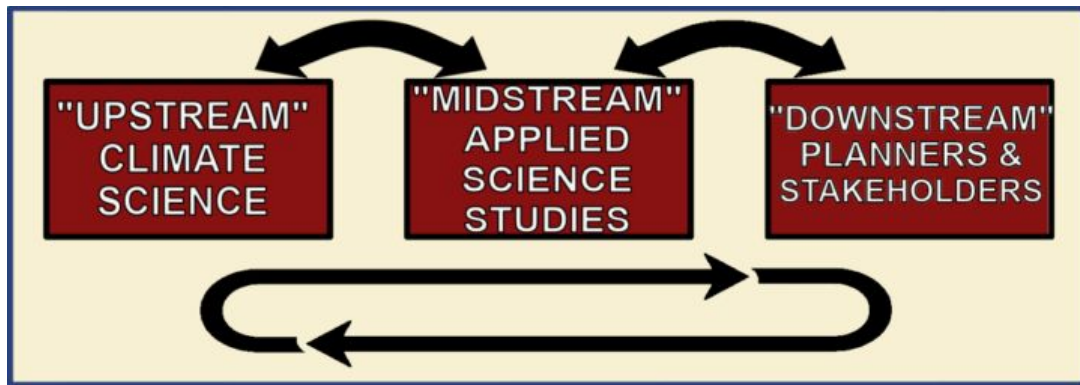 "UPSTREAM"
CLIMATE
SCIENCE
"MIDSTREAM"
APPLIED
SCIENCE
STUDIES
"DOWNSTREAM"
PLANNERS &
STAKEHOLDERS